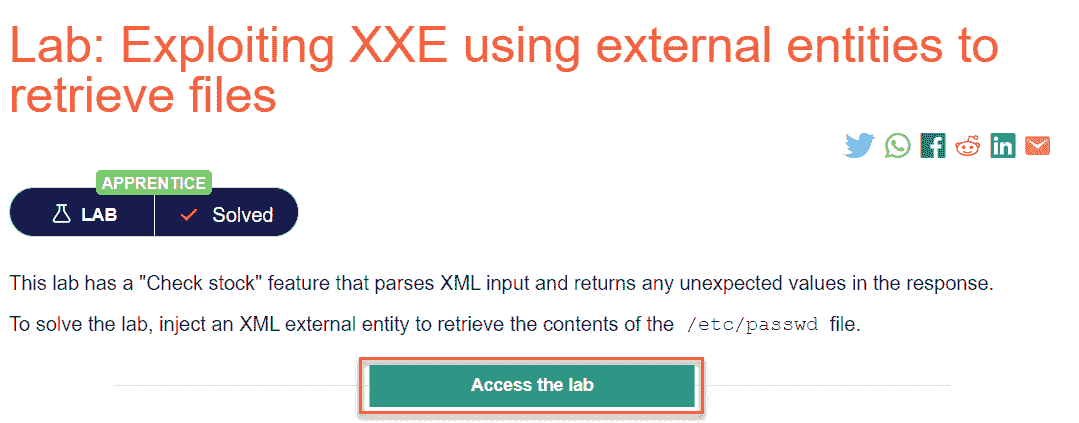 Lab: Exploiting XXE using external entities to
retrieve files
APPRENTICE
LAB Solved
This lab has a "Check stock" feature that parses XML input and returns any unexpected values in the response.
To solve the lab, inject an XML external entity to retrieve the contents of the /etc/passwd file.
Access the lab